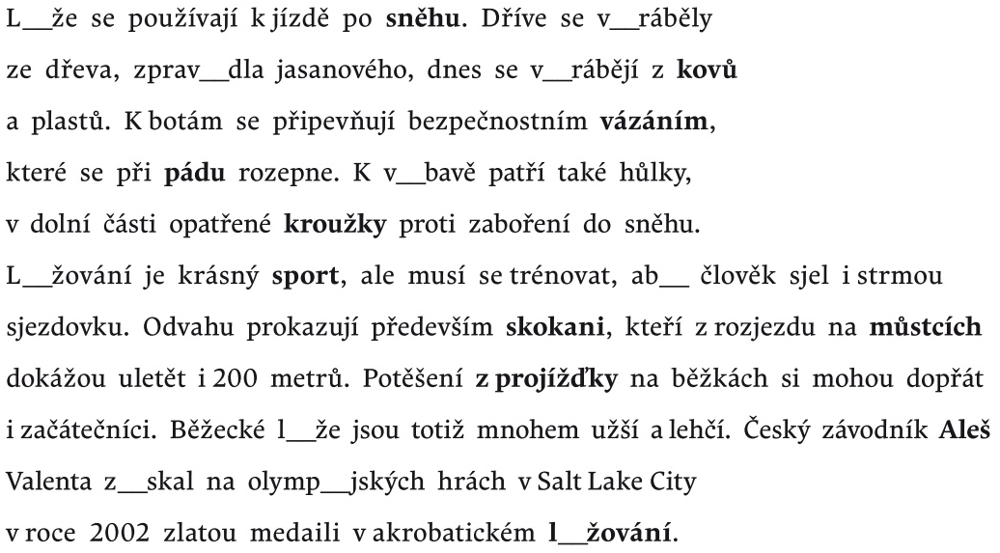 L__že se používají k jízdě po sněhu. Dříve se v__ráběly
ze dřeva, zprav__dla jasanového, dnes se v__rábějí z kovů
a plastů. K botám se připevňují bezpečnostním vázáním,
které se při pádu rozepne. K v__bavě patří také hůlky,
v dolní části opatřené kroužky proti zaboření do sněhu.
L__žování je krásný sport, ale musí se trénovat, ab__ člověk sjel i strmou
sjezdovku. Odvahu prokazují především skokani, kteří z rozjezdu na můstcích
dokážou uletět i 200 metrů. Potěšení z projížďky na běžkách si mohou dopřát
i začátečníci. Běžecké l__že jsou totiž mnohem užší a lehčí. Český závodník Aleš
Valenta z__skal na olymp__jských hrách v Salt Lake City
v roce 2002 zlatou medaili v akrobatickém l__žování.